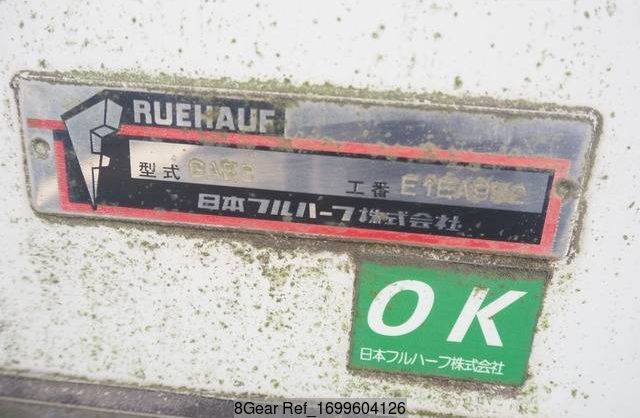 RUEHAUF
型式
工番
日本フルハーフ株式会社
OK
日本フルハーフ株式会社
8Gear Ref_1699604126